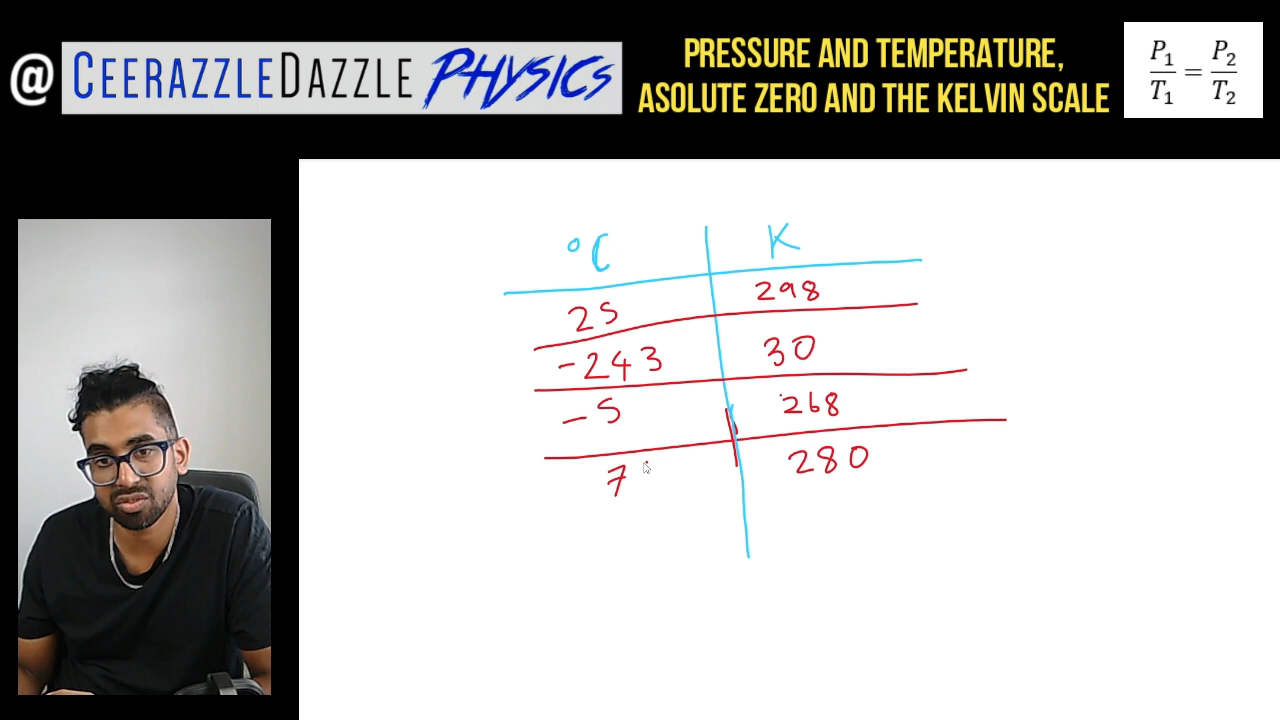 @ CEERAZZLEDAZZLE PHYSICS
PRESSURE AND TEMPERATURE,
ASOLUTE ZERO AND THE KELVIN SCALE
P₁/T₁ = P₂/T₂
°C K
25 298
-243 30
-5 268
7 280